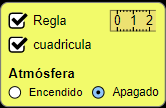 Regla
0 1 2
cuadricula
Atmósfera
Encendido Apagado